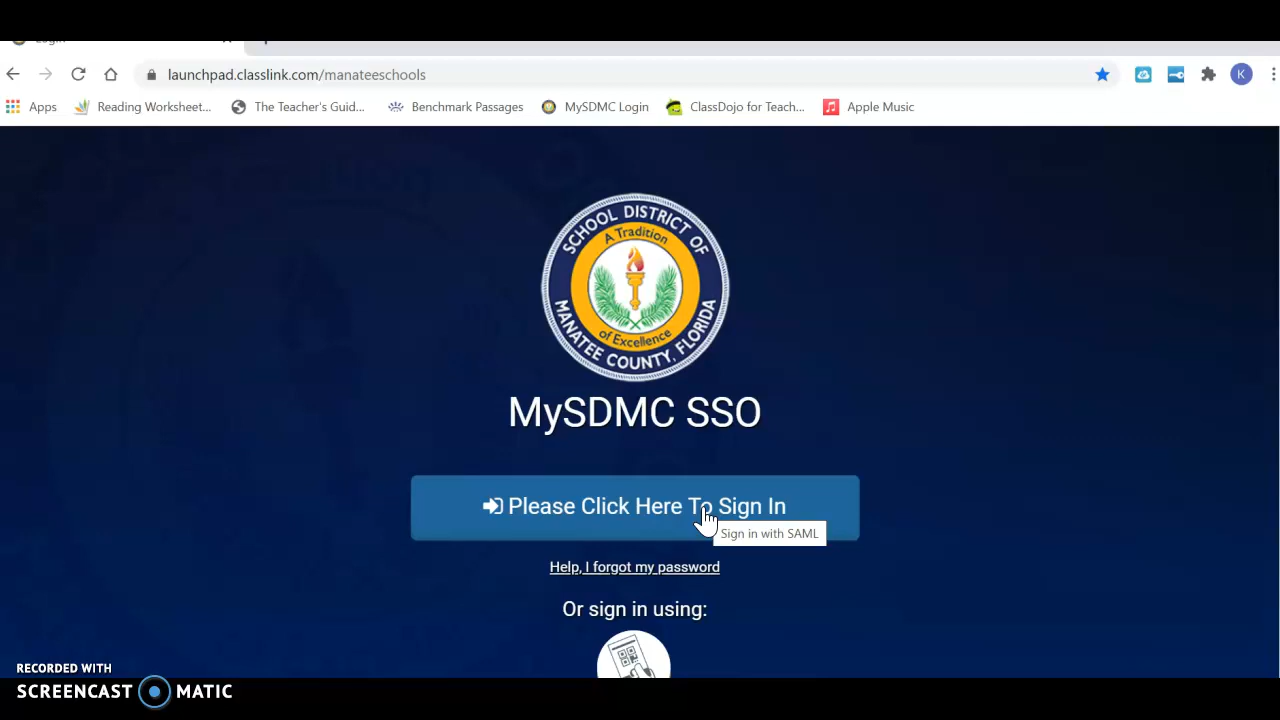 launchpad.classlink.com/manateeschools
K
Apps
Reading Worksheet...
The Teacher's Guid...
Benchmark Passages
MySDMC Login
ClassDojo for Teach...
Apple Music
SCHOOL DISTRICT OF
A Tradition
of Excellence
MANATEE COUNTY, FLORIDA
MySDMC SSO
Please Click Here To Sign In
Sign in with SAML
Help, I forgot my password
Or sign in using:
RECORDED WITH
SCREENCAST MATIC